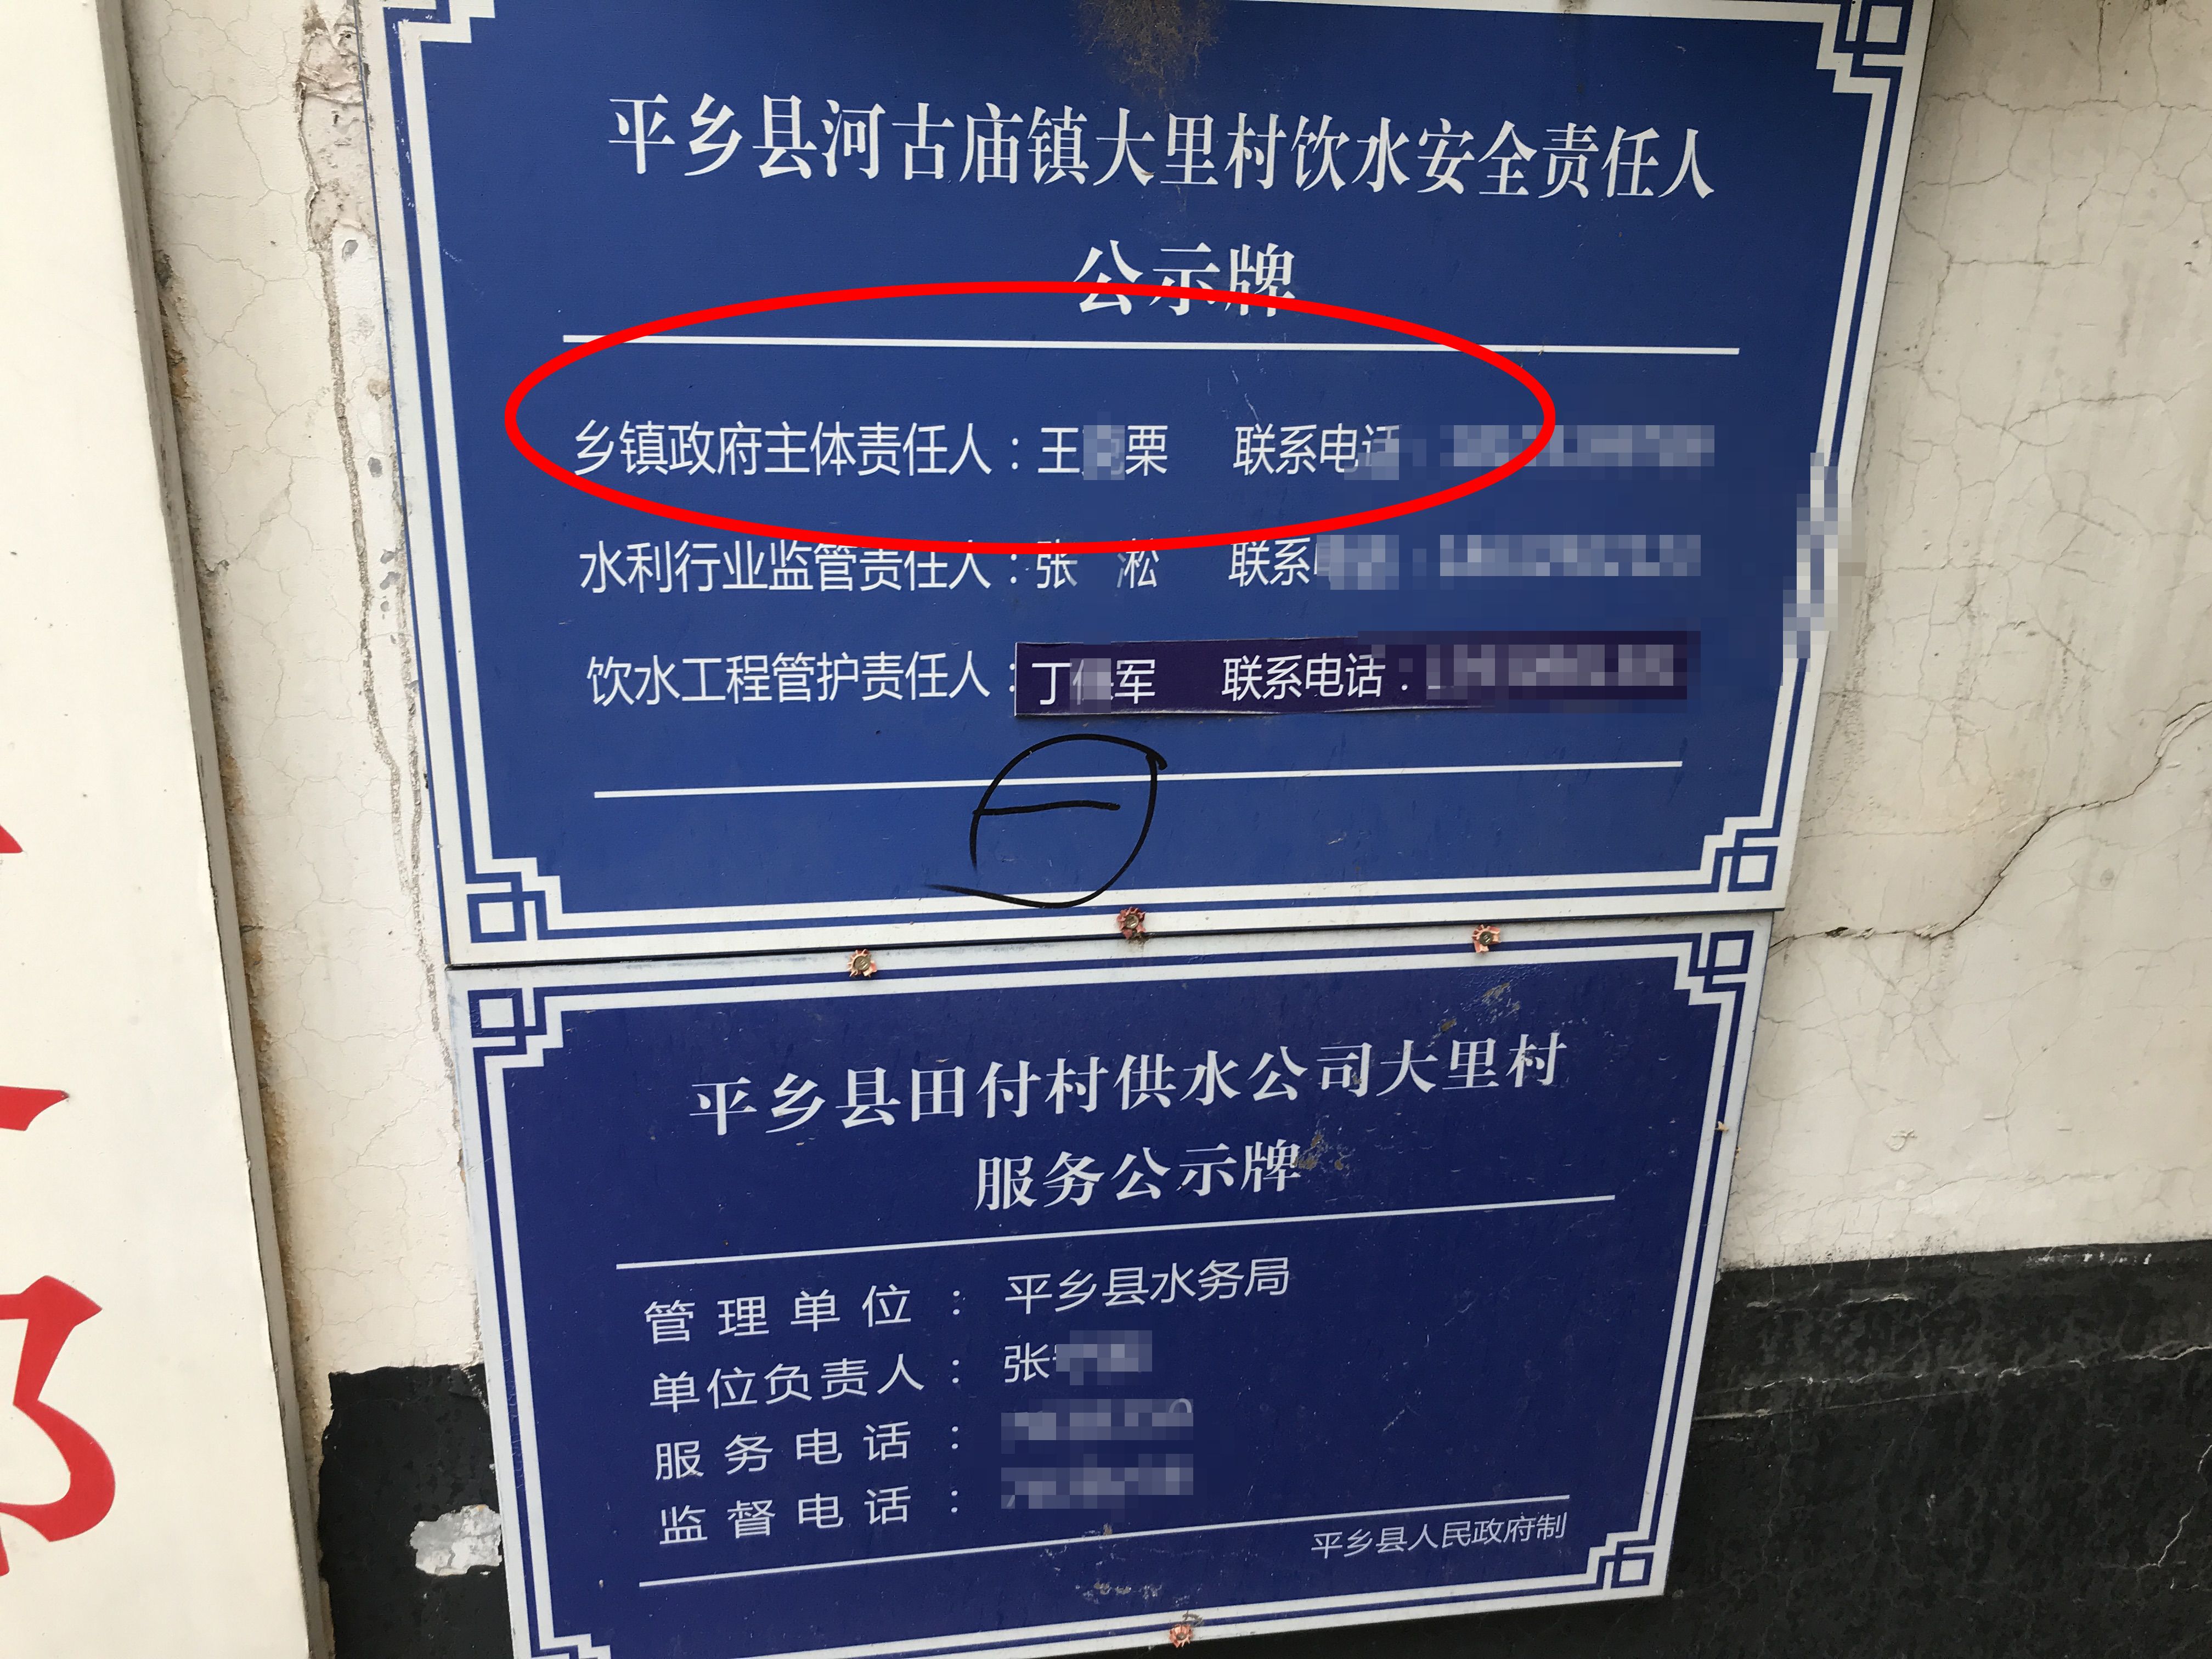 平乡县河古庙镇大里村饮水安全责任人
公示牌
乡镇政府主体责任人：王 栗 联系电话
水利行业监管责任人：张 淞 联系
饮水工程管护责任人：丁 军 联系电话：
一
平乡县田付村供水公司大里村
服务公示牌
管理单位：平乡县水务局
单位负责人：张
服务电话：
监督电话：
平乡县人民政府制